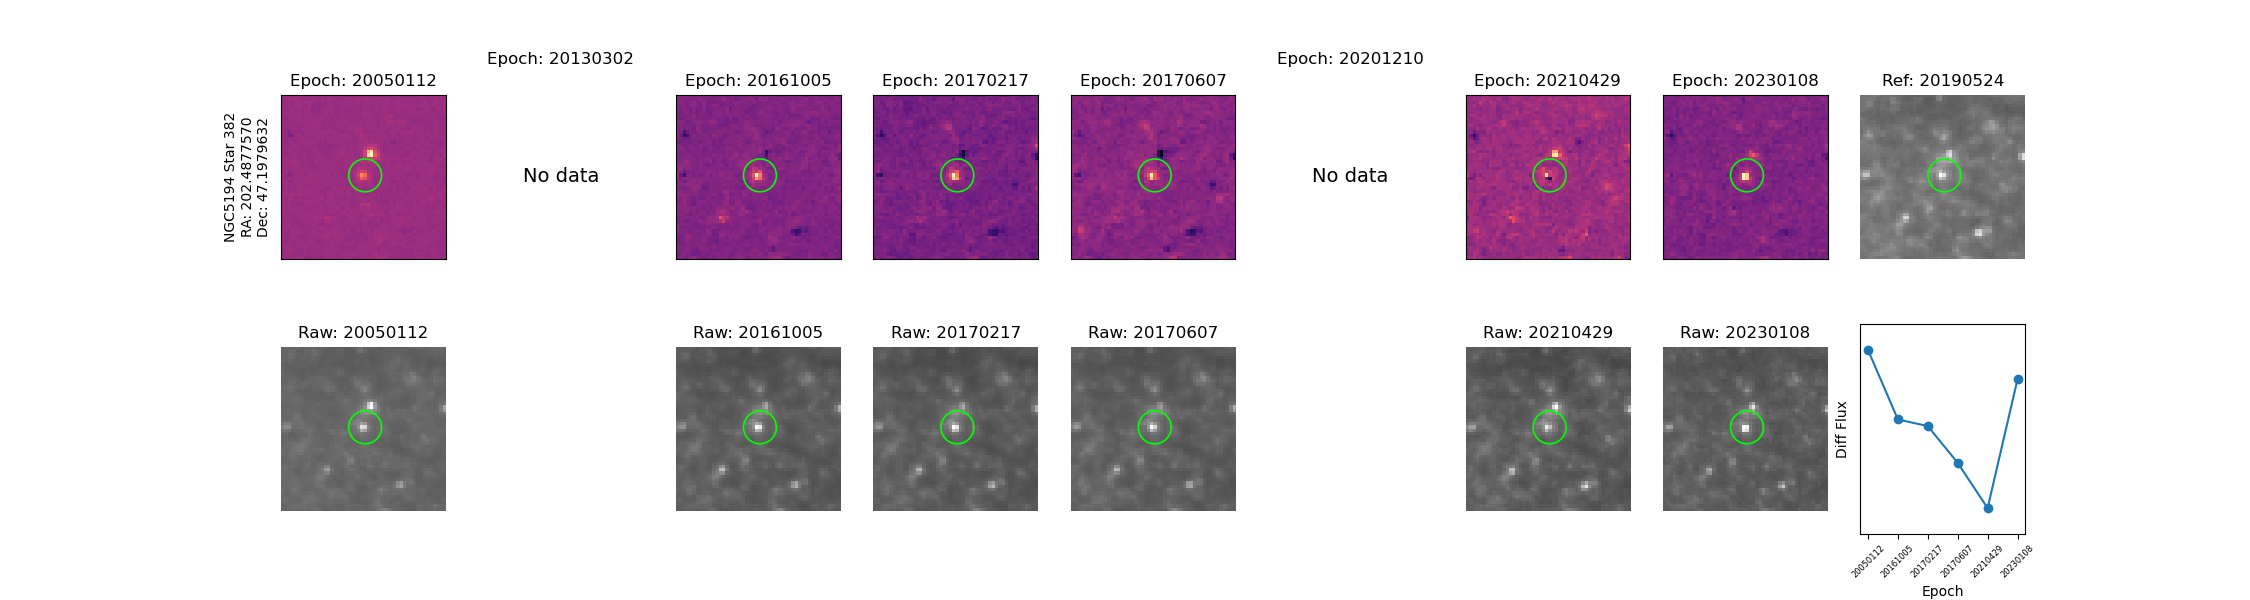 Epoch: 20130302
Epoch: 20201210
Epoch: 20050112
Epoch: 20161005
Epoch: 20170217
Epoch: 20170607
Epoch: 20210429
Epoch: 20230108
Ref: 20190524
NGC5194 Star 382
RA: 202.4877570
Dec: 47.1979632
No data
No data
Raw: 20050112
Raw: 20161005
Raw: 20170217
Raw: 20170607
Raw: 20210429
Raw: 20230108
Diff Flux
20050112
20161005
20170217
20170607
20210429
20230108
Epoch